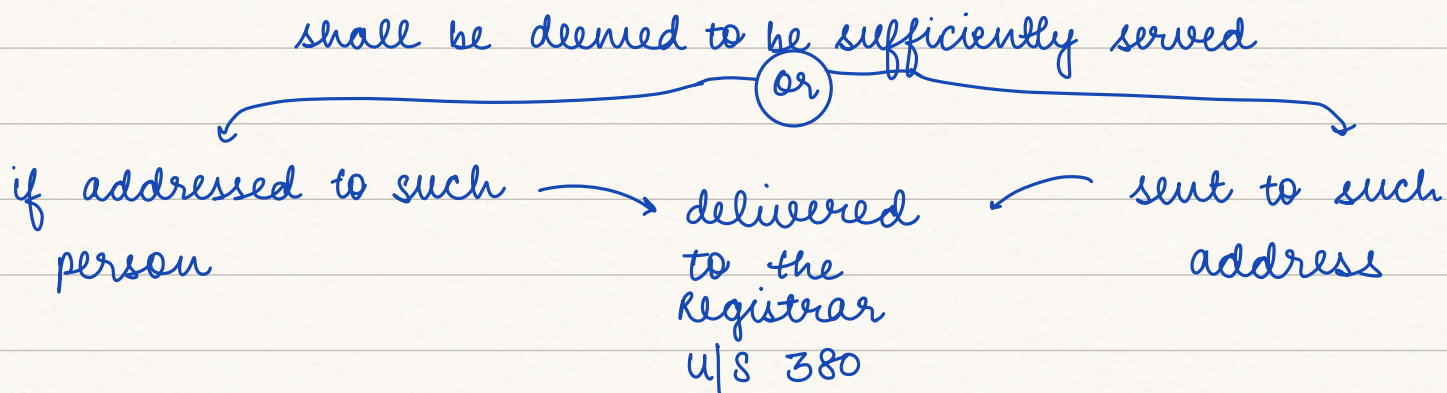 shall be deemed to be sufficiently served
or
if addressed to such
person
delivered
to the
Registrar
U/S 380
sent to such
address